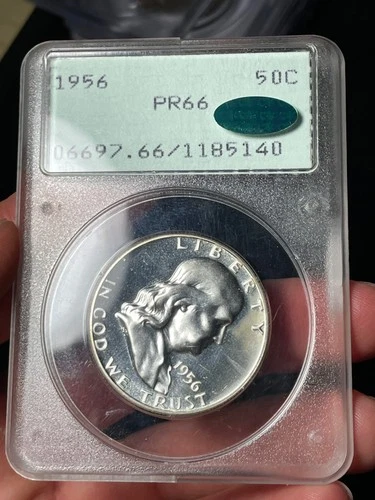 1956 50C
PR66
06697.66/1185140
LIBERTY
IN GOD WE TRUST
1956